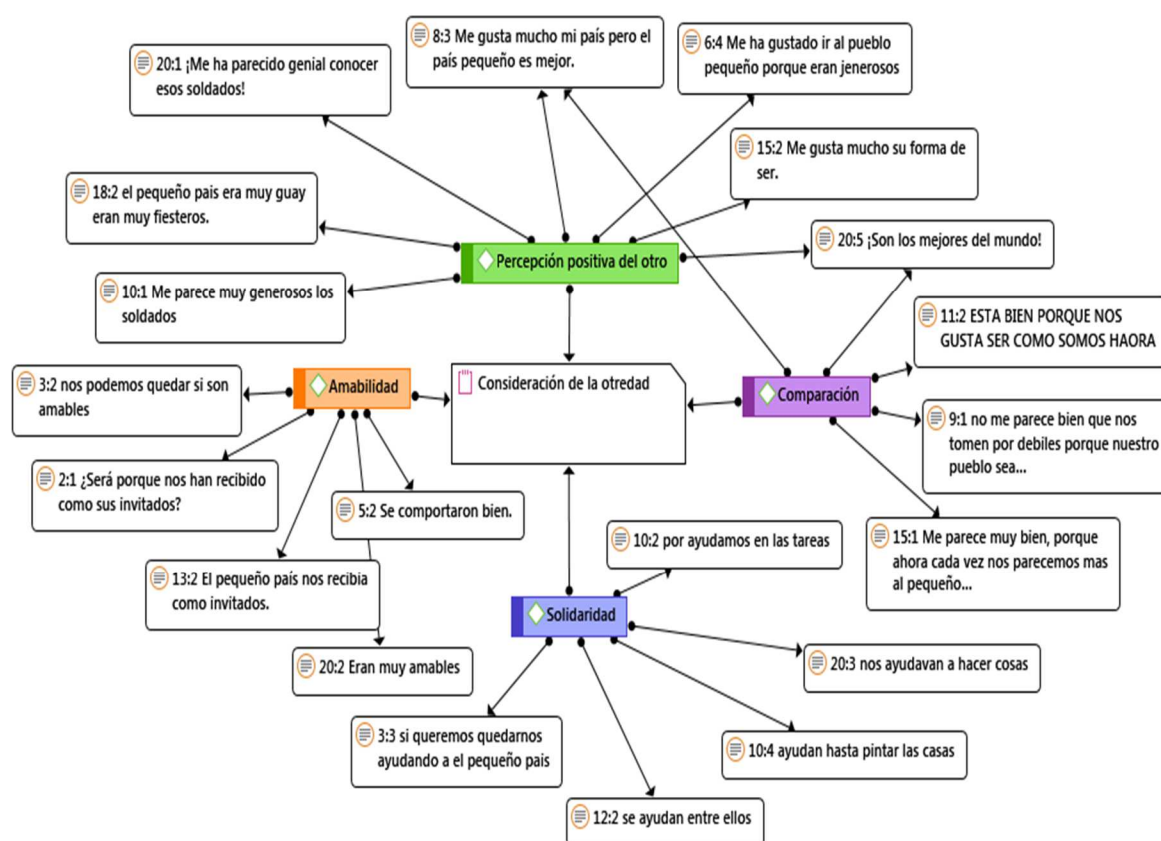 8:3 Me gusta mucho mi país pero el
país pequeño es mejor.
6:4 Me ha gustado ir al pueblo
pequeño porque eran jenerosos
20:1 ¡Me ha parecido genial conocer
esos soldados!
15:2 Me gusta mucho su forma de
ser.
18:2 el pequeño pais era muy guay
eran muy fiesteros.
20:5 ¡Son los mejores del mundo!
Percepción positiva del otro
10:1 Me parece muy generosos los
soldados
11:2 ESTA BIEN PORQUE NOS
GUSTA SER COMO SOMOS HAORA
3:2 nos podemos quedar si son
amables
Amabilidad
Consideración de la otredad
Comparación
9:1 no me parece bien que nos
tomen por debiles porque nuestro
pueblo sea...
2:1 ¿Será porque nos han recibido
como sus invitados?
5:2 Se comportaron bien.
15:1 Me parece muy bien, porque
ahora cada vez nos parecemos mas
al pequeño...
10:2 por ayudamos en las tareas
13:2 El pequeño país nos recibia
como invitados.
Solidaridad
20:2 Eran muy amables
20:3 nos ayudavan a hacer cosas
3:3 si queremos quedarnos
ayudando a el pequeño pais
10:4 ayudan hasta pintar las casas
12:2 se ayudan entre ellos